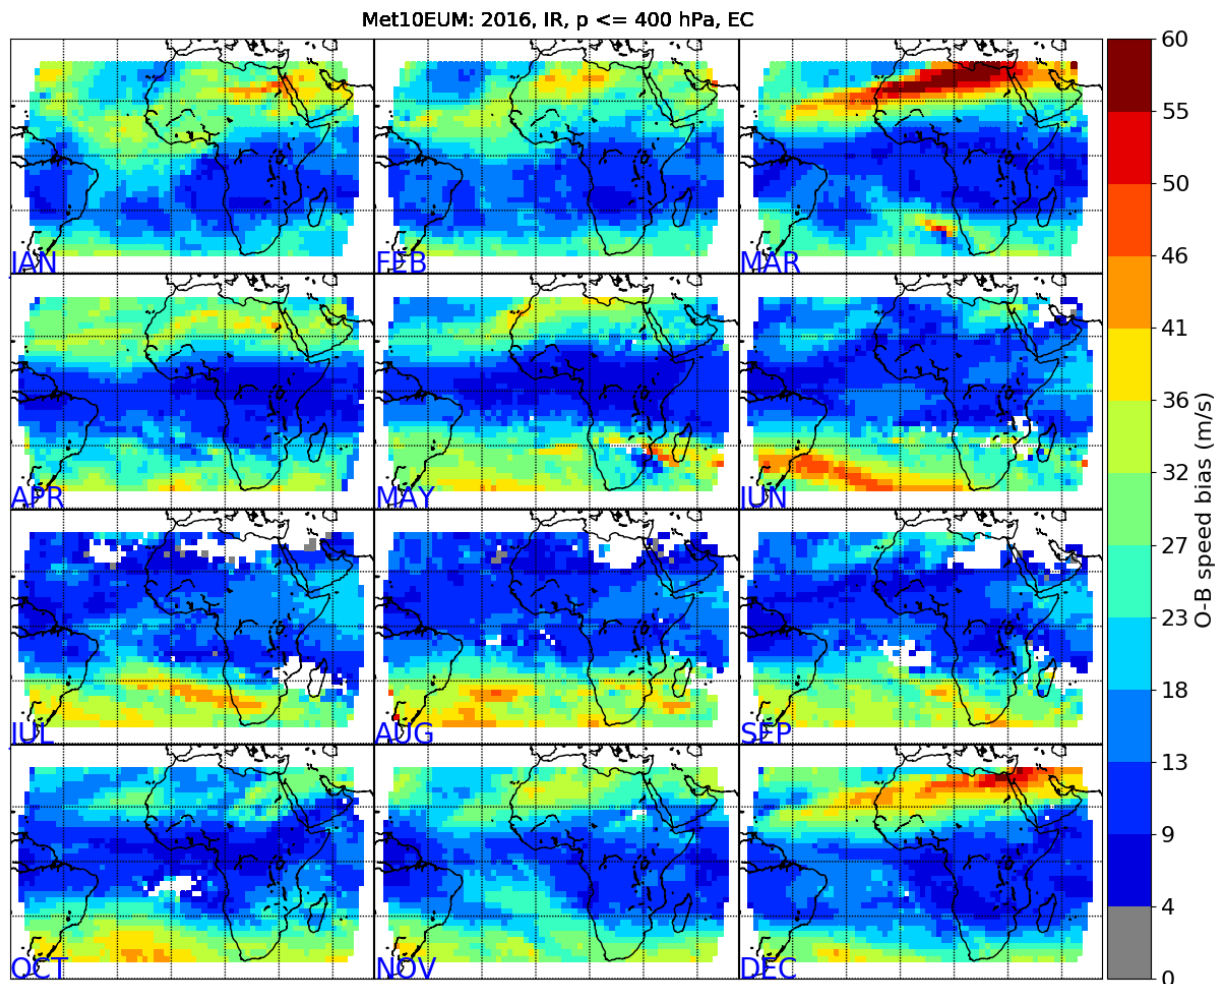 Met10EUM: 2016, IR, p <= 400 hPa, EC
JAN
FEB
MAR
APR
MAY
JUN
JUL
AUG
SEP
OCT
NOV
DEC
60
55
50
46
41
36
32
27
23
18
13
9
4
0
O-B speed bias (m/s)